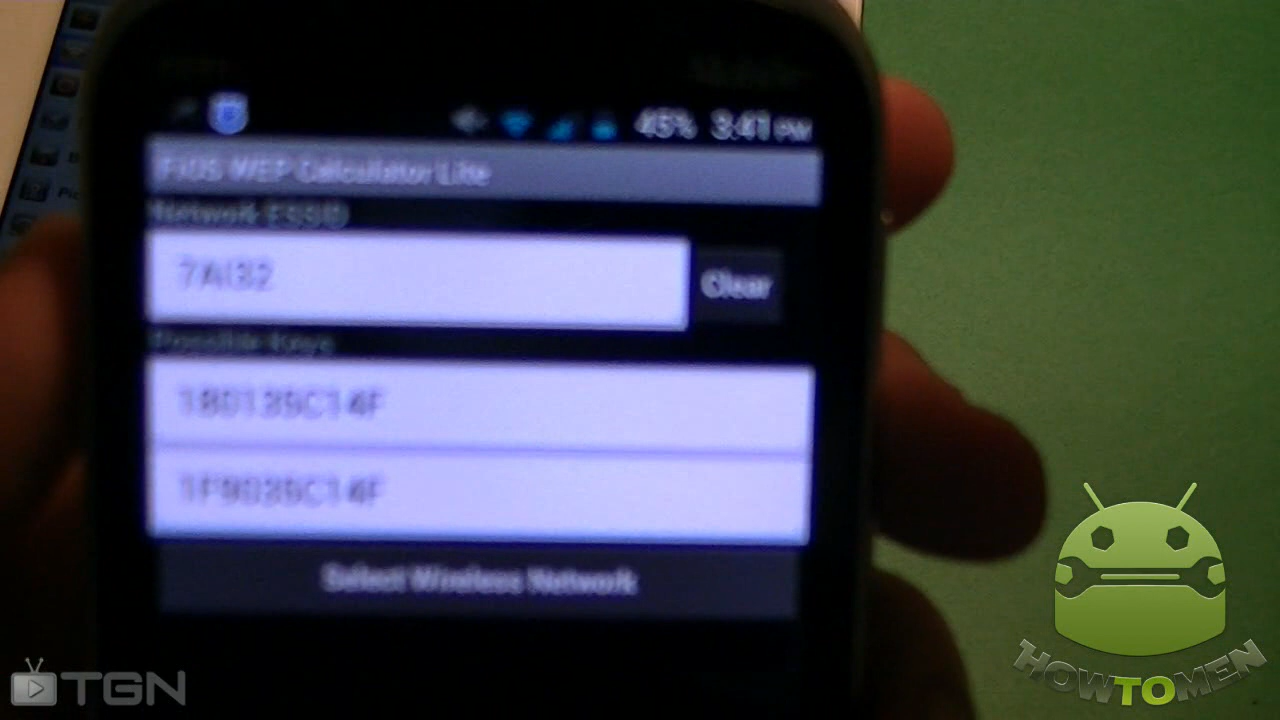 45% 3:41 PM
FiOS WEP Calculator Lite
Network ESSID
7AI32
Clear
Possible Keys
180139C14F
1F9039C14F
Select Wireless Network
TGN
HOWTOMEN